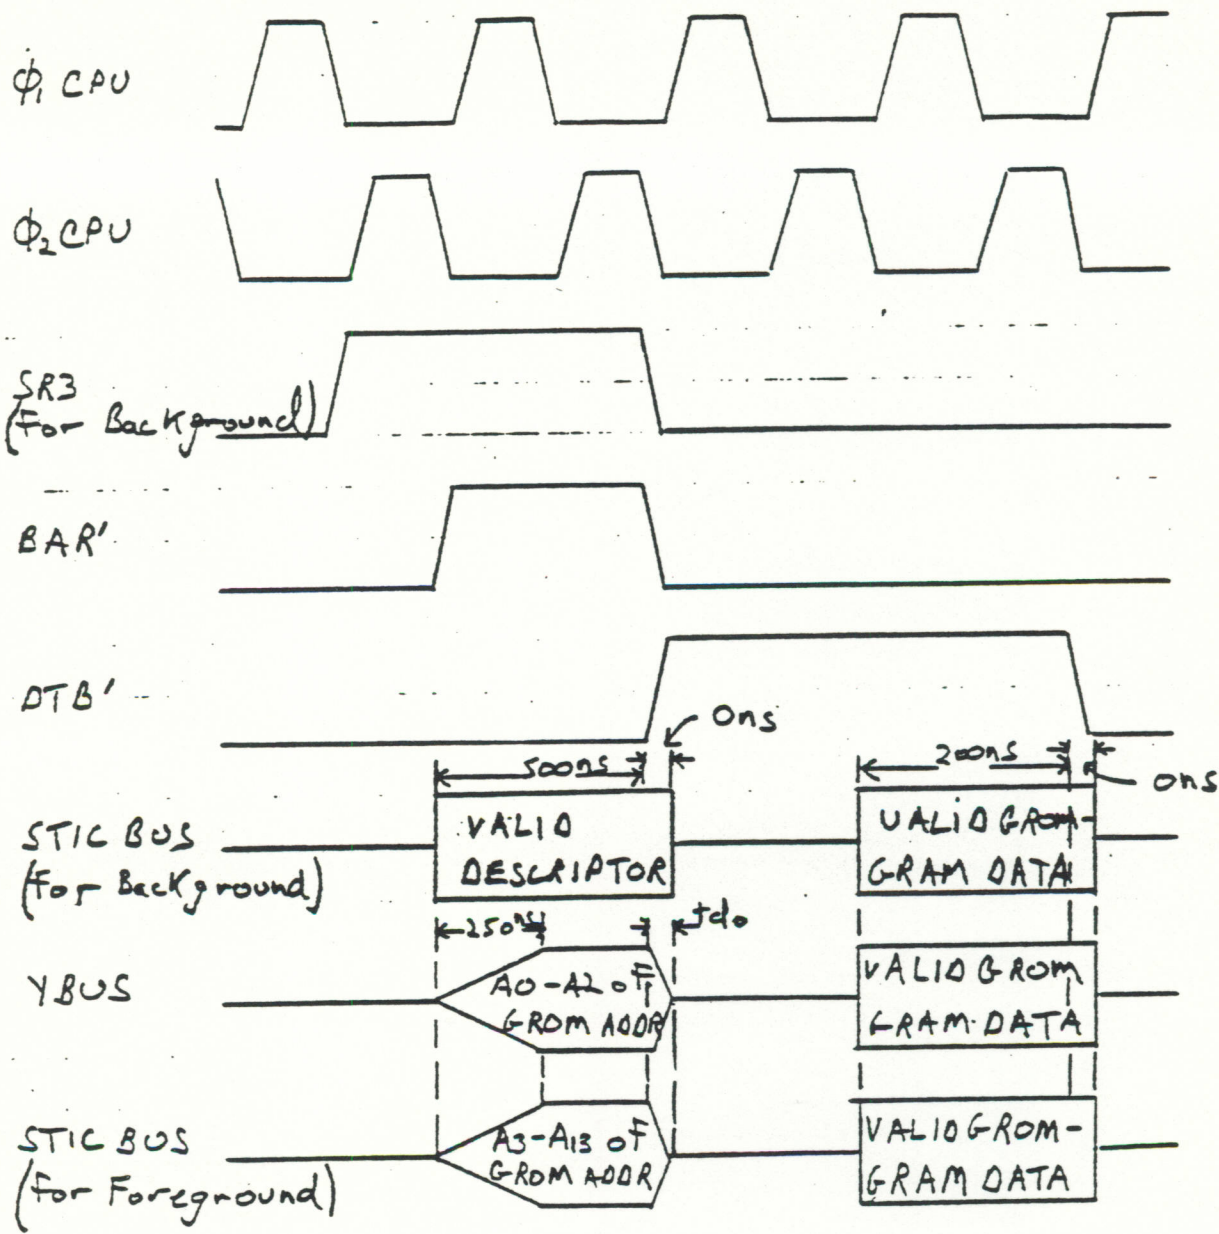 ϕ₁ CPU
ϕ₂ CPU
SR3
(For Background)
BAR'
DTB'
0ns
500ns
200ns
0ns
STIC BUS
(For Background)
VALID
DESCRIPTOR
VALID GROM-
GRAM DATA
250ns
tdo
YBUS
A0-A2 OF
GROM ADDR
VALID GROM
GRAM DATA
STIC BUS
(For Foreground)
A3-A13 OF
GROM ADDR
VALID GROM-
GRAM DATA